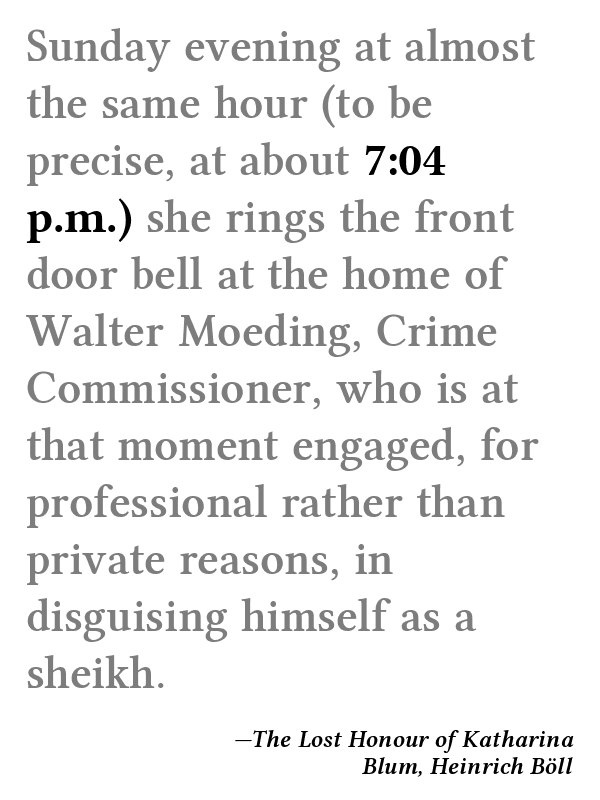 Sunday evening at almost
the same hour (to be
precise, at about 7:04
p.m.) she rings the front
door bell at the home of
Walter Moeding, Crime
Commissioner, who is at
that moment engaged, for
professional rather than
private reasons, in
disguising himself as a
sheikh.
—The Lost Honour of Katharina
Blum, Heinrich Böll